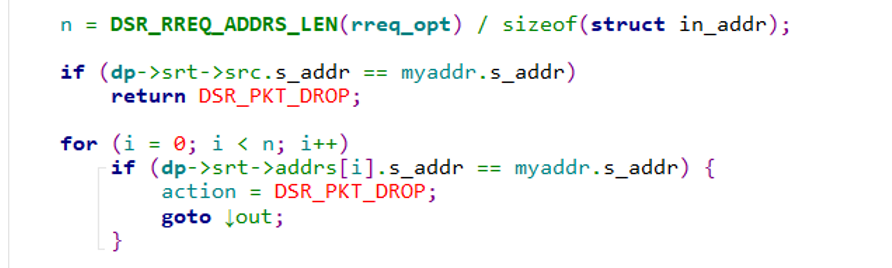 n = DSR_RREQ_ADDRS_LEN(rreq_opt) / sizeof(struct in_addr);
if (dp->srt->src.s_addr == myaddr.s_addr)
return DSR_PKT_DROP;
for (i = 0; i < n; i++)
if (dp->srt->addrs[i].s_addr == myaddr.s_addr) {
action = DSR_PKT_DROP;
goto ↓out;
}